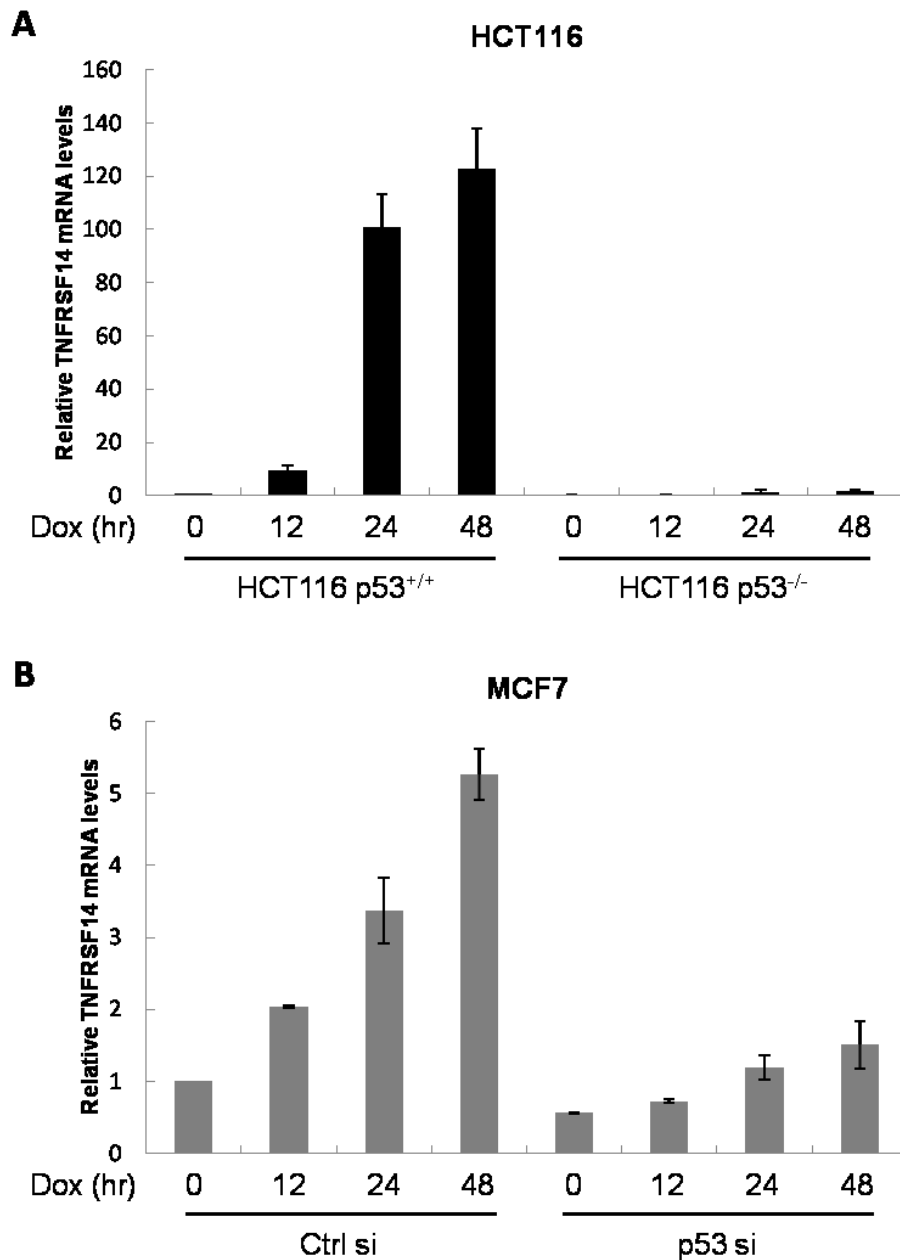 A
HCT116
Relative TNFRSF14 mRNA levels
160
140
120
100
80
60
40
20
0
Dox (hr) 0 12 24 48 0 12 24 48
HCT116 p53+/+ HCT116 p53-/-
B
MCF7
Relative TNFRSF14 mRNA levels
6
5
4
3
2
1
0
Dox (hr) 0 12 24 48 0 12 24 48
Ctrl si p53 si